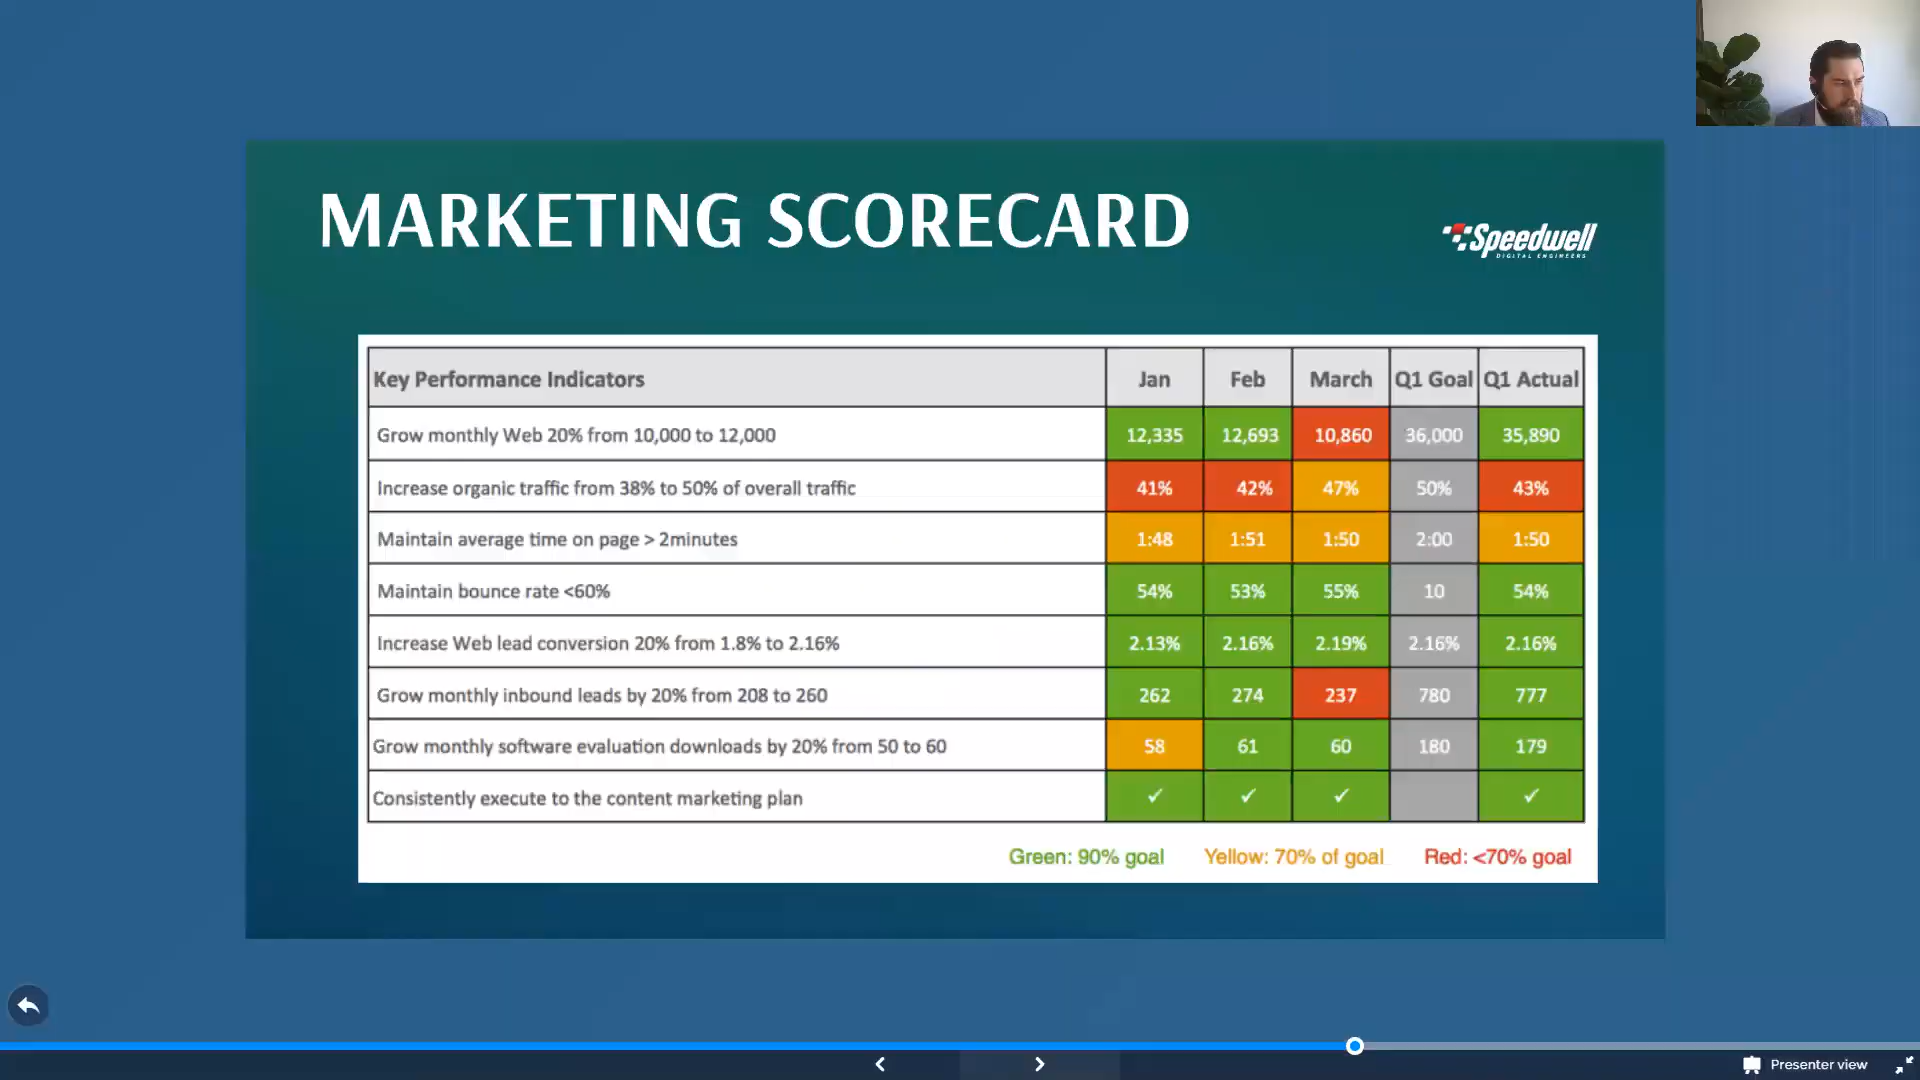 MARKETING SCORECARD
Speedwell
DIGITAL ENGINEERS
Key Performance Indicators Jan Feb March Q1 Goal Q1 Actual
Grow monthly Web 20% from 10,000 to 12,000 12,335 12,693 10,860 36,000 35,890
Increase organic traffic from 38% to 50% of overall traffic 41% 42% 47% 50% 43%
Maintain average time on page > 2minutes 1:48 1:51 1:50 2:00 1:50
Maintain bounce rate <60% 54% 53% 55% 10 54%
Increase Web lead conversion 20% from 1.8% to 2.16% 2.13% 2.16% 2.19% 2.16% 2.16%
Grow monthly inbound leads by 20% from 208 to 260 262 274 237 780 777
Grow monthly software evaluation downloads by 20% from 50 to 60 58 61 60 180 179
Consistently execute to the content marketing plan ✓ ✓ ✓ ✓
Green: 90% goal Yellow: 70% of goal Red: <70% goal
Presenter view